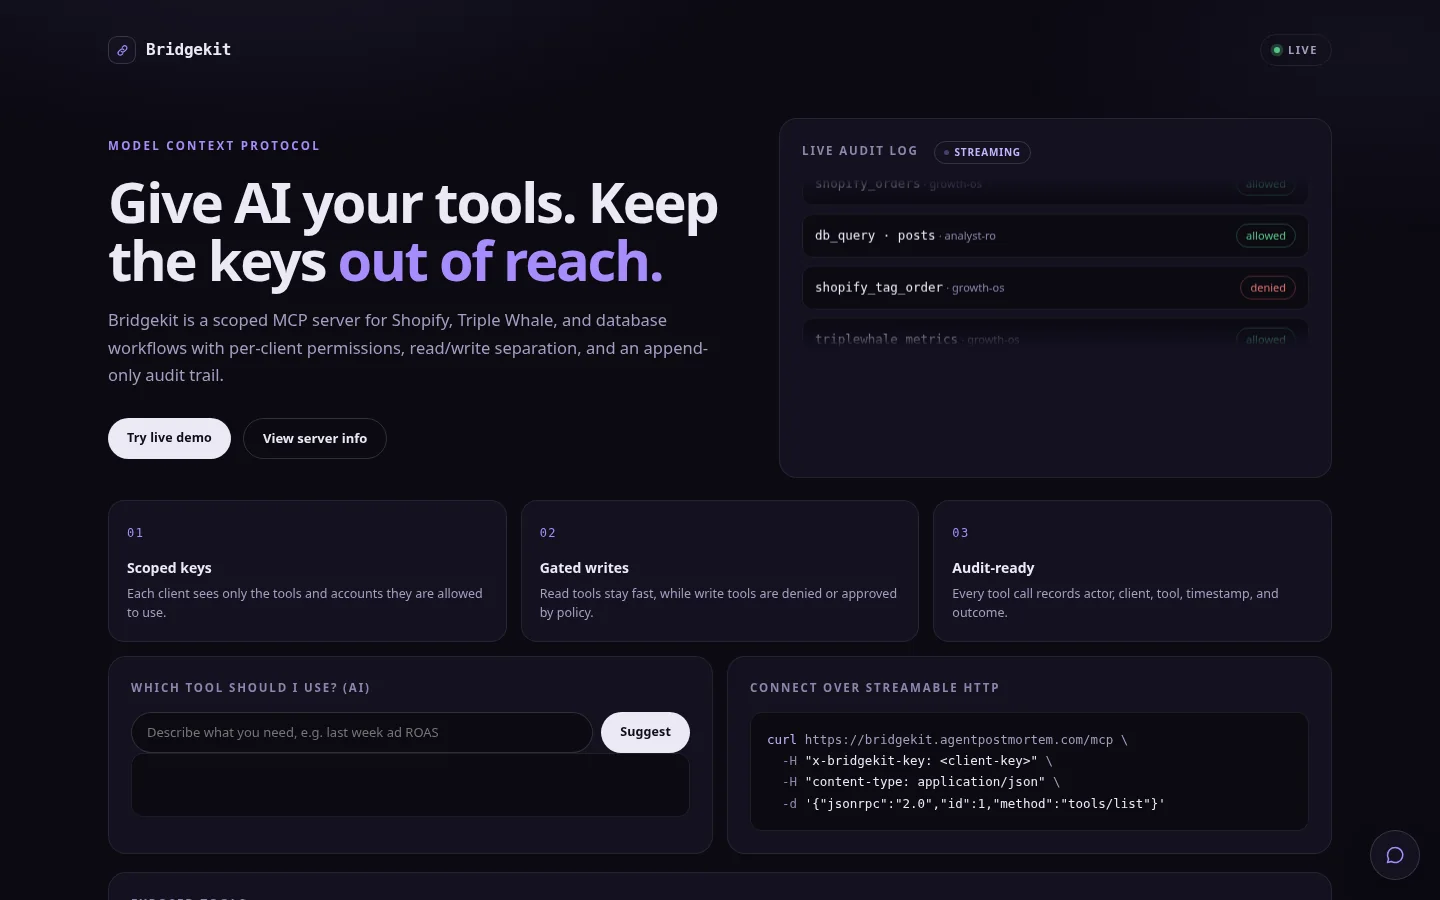 Bridgekit
LIVE
MODEL CONTEXT PROTOCOL
Give AI your tools. Keep
the keys out of reach.
Bridgekit is a scoped MCP server for Shopify, Triple Whale, and database
workflows with per-client permissions, read/write separation, and an append-
only audit trail.
Try live demo
View server info
LIVE AUDIT LOG
STREAMING
shopify_orders · growth-os
allowed
db_query · posts · analyst-ro
allowed
shopify_tag_order · growth-os
denied
triplewhale_metrics · growth-os
allowed
01
Scoped keys
Each client sees only the tools and accounts they are allowed
to use.
02
Gated writes
Read tools stay fast, while write tools are denied or approved
by policy.
03
Audit-ready
Every tool call records actor, client, tool, timestamp, and
outcome.
WHICH TOOL SHOULD I USE? (AI)
Describe what you need, e.g. last week ad ROAS
Suggest
CONNECT OVER STREAMABLE HTTP
curl https://bridgekit.agentpostmortem.com/mcp \
-H "x-bridgekit-key: <client-key>" \
-H "content-type: application/json" \
-d '{"jsonrpc":"2.0","id":1,"method":"tools/list"}'